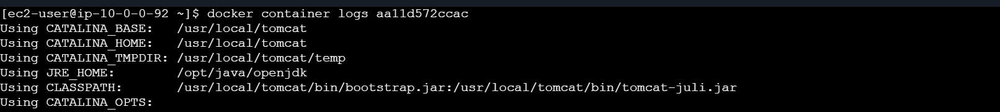 [ec2-user@ip-10-0-0-92 ~]$ docker container logs aa11d572ccac
Using CATALINA_BASE:   /usr/local/tomcat
Using CATALINA_HOME:   /usr/local/tomcat
Using CATALINA_TMPDIR: /usr/local/tomcat/temp
Using JRE_HOME:        /opt/java/openjdk
Using CLASSPATH:       /usr/local/tomcat/bin/bootstrap.jar:/usr/local/tomcat/bin/tomcat-juli.jar
Using CATALINA_OPTS: